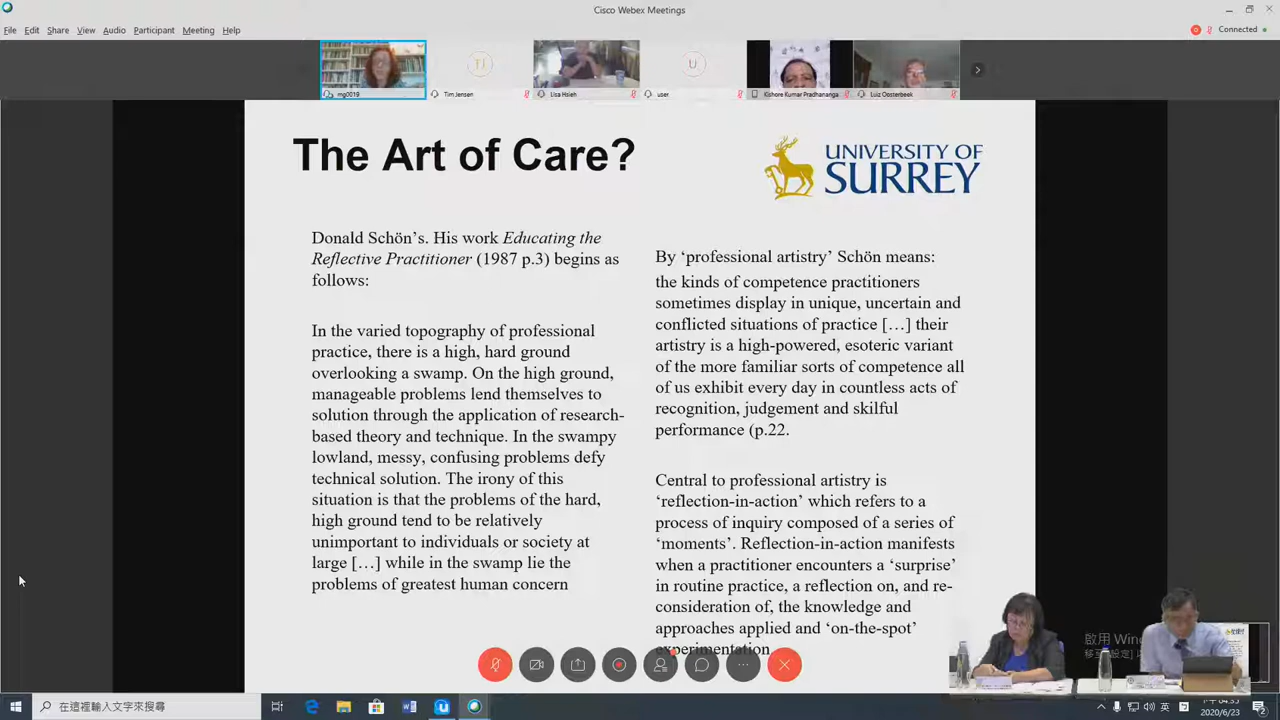 Cisco Webex Meetings
File Edit Share View Audio Participant Meeting Help
Connected
TJ
U
mg0019
Tim Jensen
Lisa Hsieh
user
Kishore Kumar Pradhananga
Luiz Oosterbeek
The Art of Care?
UNIVERSITY OF
SURREY
Donald Schön's. His work Educating the
Reflective Practitioner (1987 p.3) begins as
follows:
In the varied topography of professional
practice, there is a high, hard ground
overlooking a swamp. On the high ground,
manageable problems lend themselves to
solution through the application of research-
based theory and technique. In the swampy
lowland, messy, confusing problems defy
technical solution. The irony of this
situation is that the problems of the hard,
high ground tend to be relatively
unimportant to individuals or society at
large […] while in the swamp lie the
problems of greatest human concern
By ‘professional artistry’ Schön means:
the kinds of competence practitioners
sometimes display in unique, uncertain and
conflicted situations of practice […] their
artistry is a high-powered, esoteric variant
of the more familiar sorts of competence all
of us exhibit every day in countless acts of
recognition, judgement and skilful
performance (p.22.
Central to professional artistry is
‘reflection-in-action’ which refers to a
process of inquiry composed of a series of
‘moments’. Reflection-in-action manifests
when a practitioner encounters a ‘surprise’
in routine practice, a reflection on, and re-
consideration of, the knowledge and
approaches applied and ‘on-the-spot’
experimentation.
啟用 Win
在這裡輸入文字來搜尋
英
2020/6/23
2